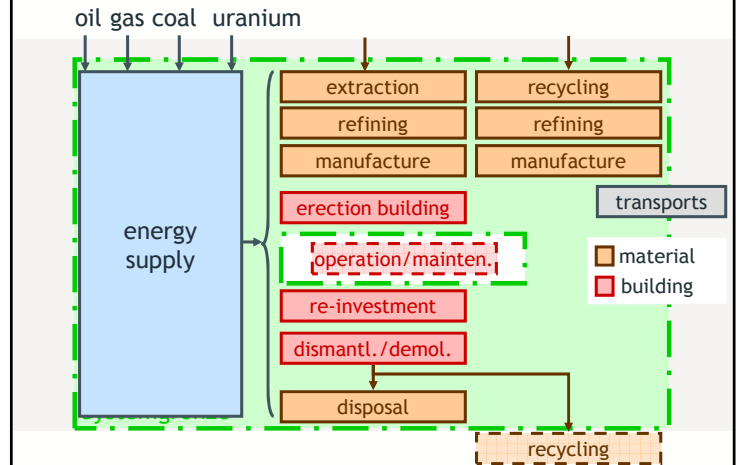 oil gas coal uranium
extraction
recycling
refining
refining
manufacture
manufacture
erection building
transports
energy
supply
operation/mainten.
material
building
re-investment
dismantl./demol.
disposal
recycling